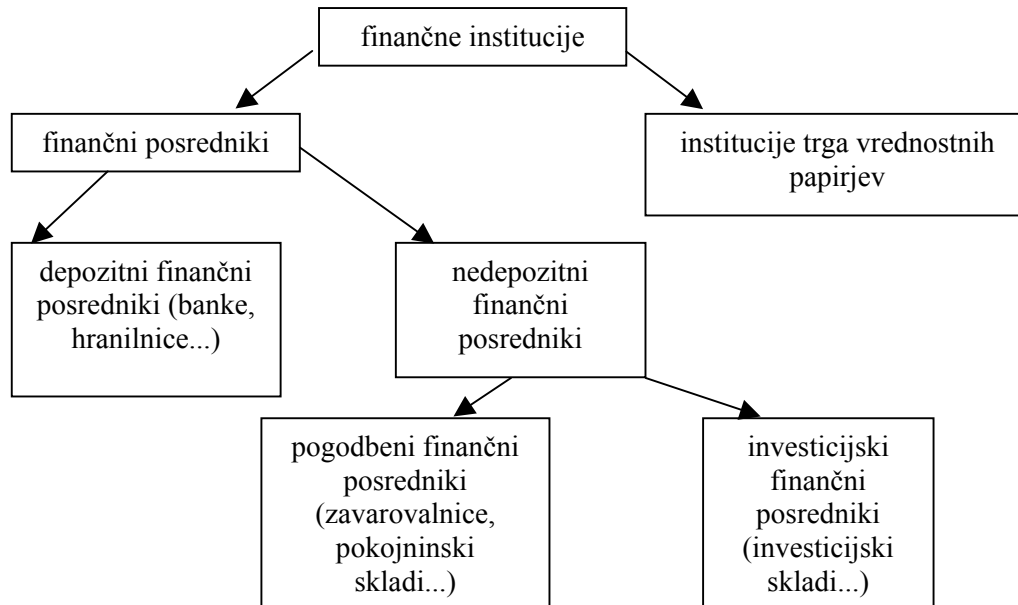 finančne institucije
finančni posredniki
institucije trga vrednostnih
papirjev
depozitni finančni
posredniki (banke,
hranilnice...)
nedepozitni
finančni
posredniki
pogodbeni finančni
posredniki
(zavarovalnice,
pokojninski
skladi...)
investicijski
finančni
posredniki
(investicijski
skladi...)